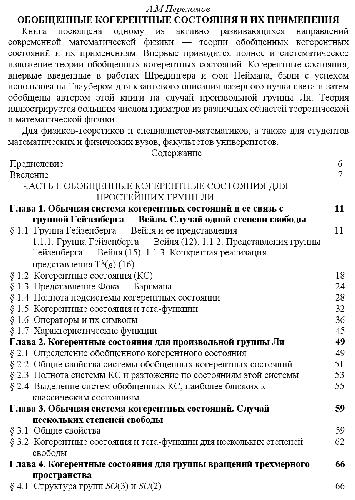 А.М.Переломов
ОБОБЩЕННЫЕ КОГЕРЕНТНЫЕ СОСТОЯНИЯ И ИХ ПРИМЕНЕНИЯ
Книга посвящена одному из активно развивающихся направлений
современной математической физики — теории обобщенных когерентных
состояний и их применениям. Впервые приводится полное и систематическое
изложение теории обобщенных когерентных состояний. Когерентные состояния,
впервые введенные в работах Шредингера и фон Неймана, были с успехом
использованы Глаубером для квантового описания лазерного пучка света и затем
обобщены автором этой книги на случай произвольной группы Ли. Теория
иллюстрируется большим числом примеров из различных областей теоретической
и математической физики.
Для физиков-теоретиков и специалистов-математиков, а также для студентов
математических и физических вузов, факультетов университетов.
Содержание
Предисловие 6
Введение 7
ЧАСТЬ I. ОБОБЩЕННЫЕ КОГЕРЕНТНЫЕ СОСТОЯНИЯ ДЛЯ
ПРОСТЕЙШИХ ГРУПП ЛИ
Глава 1. Обычная система когерентных состояний и ее связь с 11
группой Гейзенберга — Вейля. Случай одной степени свободы
§ 1.1. Группа Гейзенберга — Вейля и ее представления 11
1.1.1. Группа Гейзенберга — Вейля (12). 1.1.2. Представления группы
Гейзенберга — Вейля (15). 1.1.3. Конкретная реализация
представления (16)
§ 1.2. Когерентные состояния (КС) 18
§ 1.3. Представление Фока — Баргмана 24
§ 1.4. Полнота подсистемы когерентных состояний 28
§ 1.5. Когерентные состояния и тэта-функции 32
§ 1.6. Операторы и их символы 36
§ 1.7. Характеристические функции 45
Глава 2. Когерентные состояния для произвольной группы Ли 49
§ 2.1. Определение обобщенного когерентного состояния 49
§ 2.2. Общие свойства системы обобщенных когерентных состояний 51
§ 2.3. Полнота системы КС и разложение по состояниям этой системы 53
§ 2.4. Выделение систем обобщенных КС, наиболее близких к 55
классическим состояниям
Глава 3. Обычная система когерентных состояний. Случай 59
нескольких степеней свободы
§ 3.1. Общие свойства 59
§ 3.2. Когерентные состояния и тэта-функции для нескольких степеней 62
свободы
Глава 4. Когерентные состояния для группы вращений трехмерного 66
пространства
§ 4.1. Структура групп SO(3) и SU(2) 66